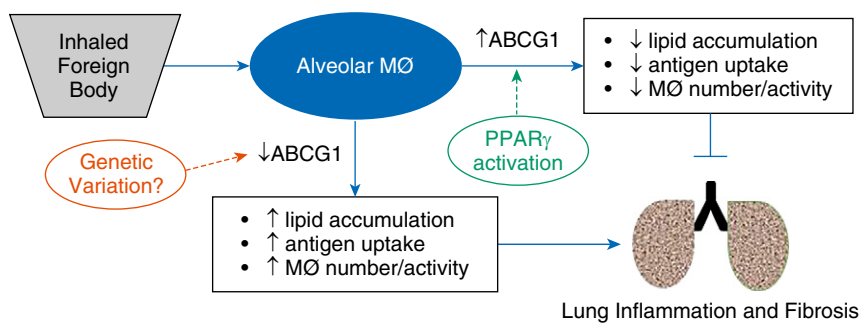 Inhaled
Foreign
Body
Alveolar MØ
↑ABCG1
• ↓ lipid accumulation
• ↓ antigen uptake
• ↓ MØ number/activity
PPARγ
activation
Genetic
Variation?
↓ABCG1
• ↑ lipid accumulation
• ↑ antigen uptake
• ↑ MØ number/activity
Lung Inflammation and Fibrosis